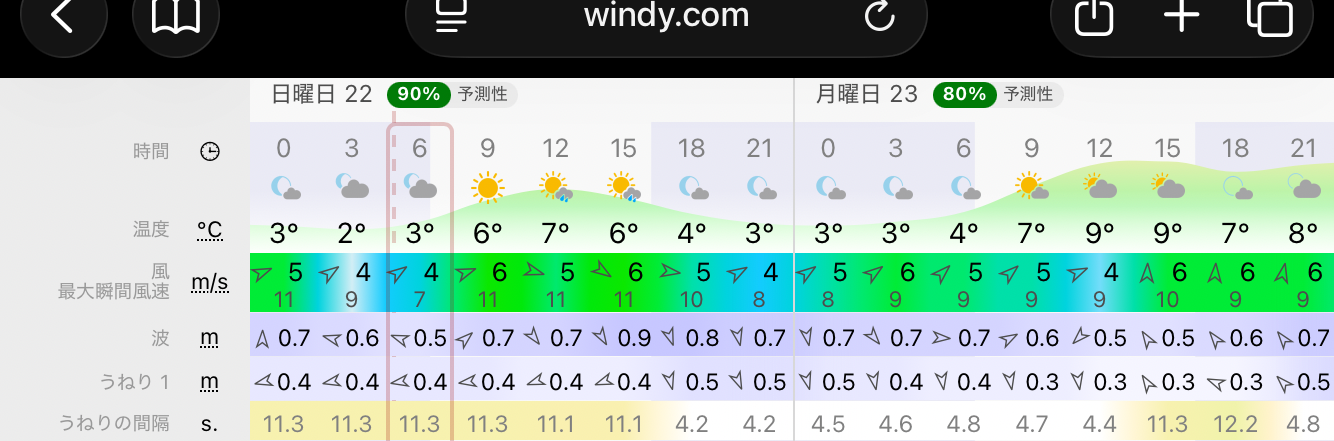 windy.com
日曜日 22 90% 予測性 月曜日 23 80% 予測性
時間 0 3 6 9 12 15 18 21 0 3 6 9 12 15 18 21
温度 °C 3° 2° 3° 6° 7° 6° 4° 3° 3° 3° 4° 7° 9° 9° 7° 8°
風 m/s 5 4 4 6 5 6 5 4 5 6 5 5 4 6 6 6
最大瞬間風速 11 9 7 11 11 11 10 8 8 9 9 9 9 10 9 9
波 m 0.7 0.6 0.5 0.7 0.7 0.9 0.8 0.7 0.7 0.7 0.7 0.6 0.5 0.5 0.6 0.7
うねり 1 m 0.4 0.4 0.4 0.4 0.4 0.4 0.5 0.5 0.5 0.4 0.4 0.3 0.3 0.3 0.3 0.5
うねりの間隔 s. 11.3 11.3 11.3 11.3 11.1 11.1 4.2 4.2 4.5 4.6 4.8 4.7 4.4 11.3 12.2 4.8